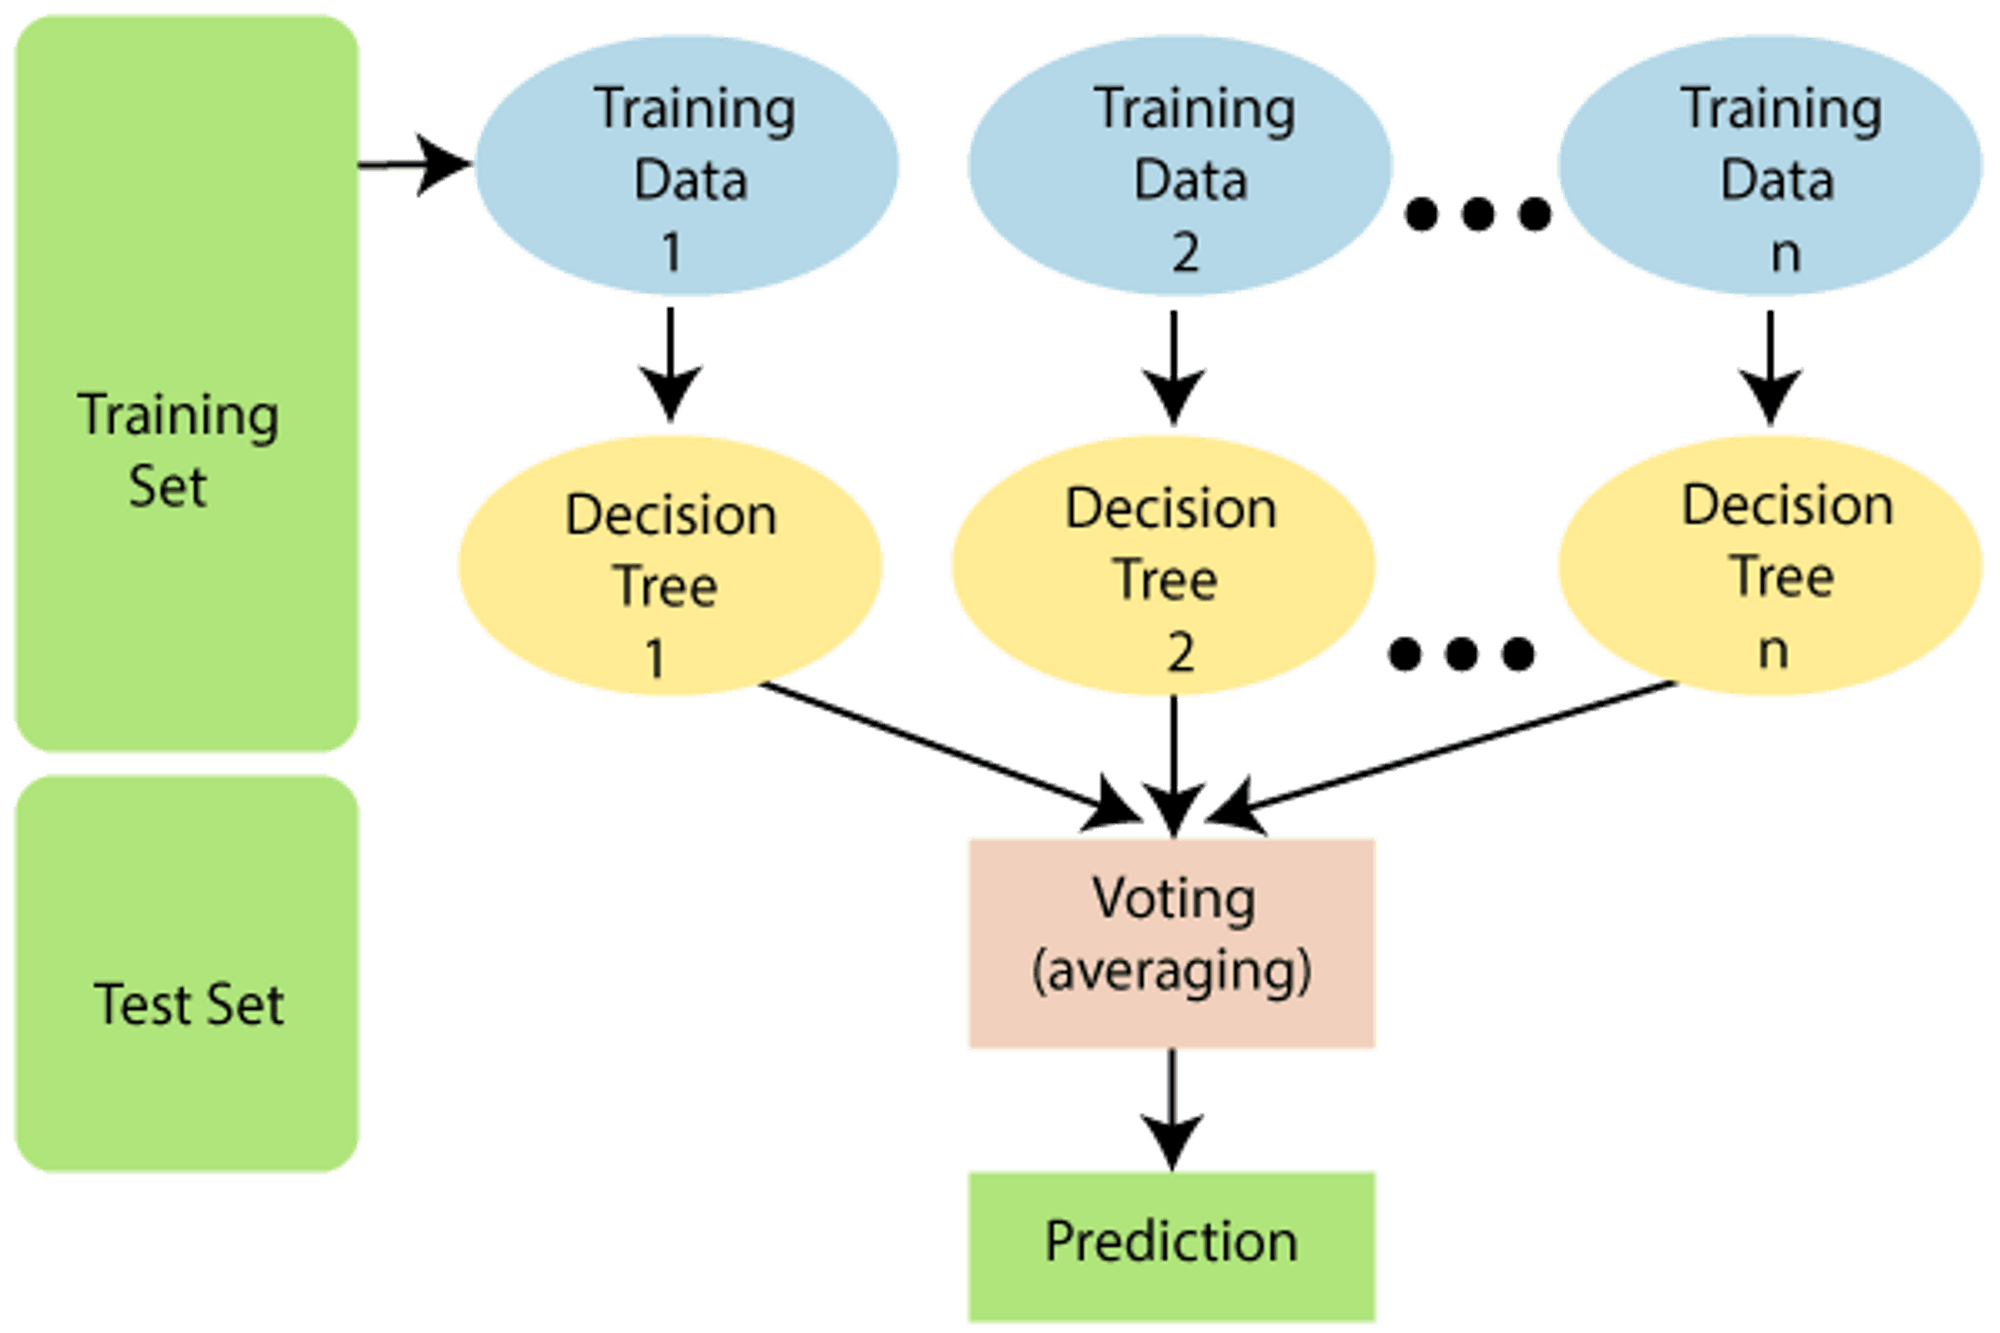 Training
Set
Training
Data
1
Training
Data
2
Training
Data
n
Decision
Tree
1
Decision
Tree
2
Decision
Tree
n
Test Set
Voting
(averaging)
Prediction